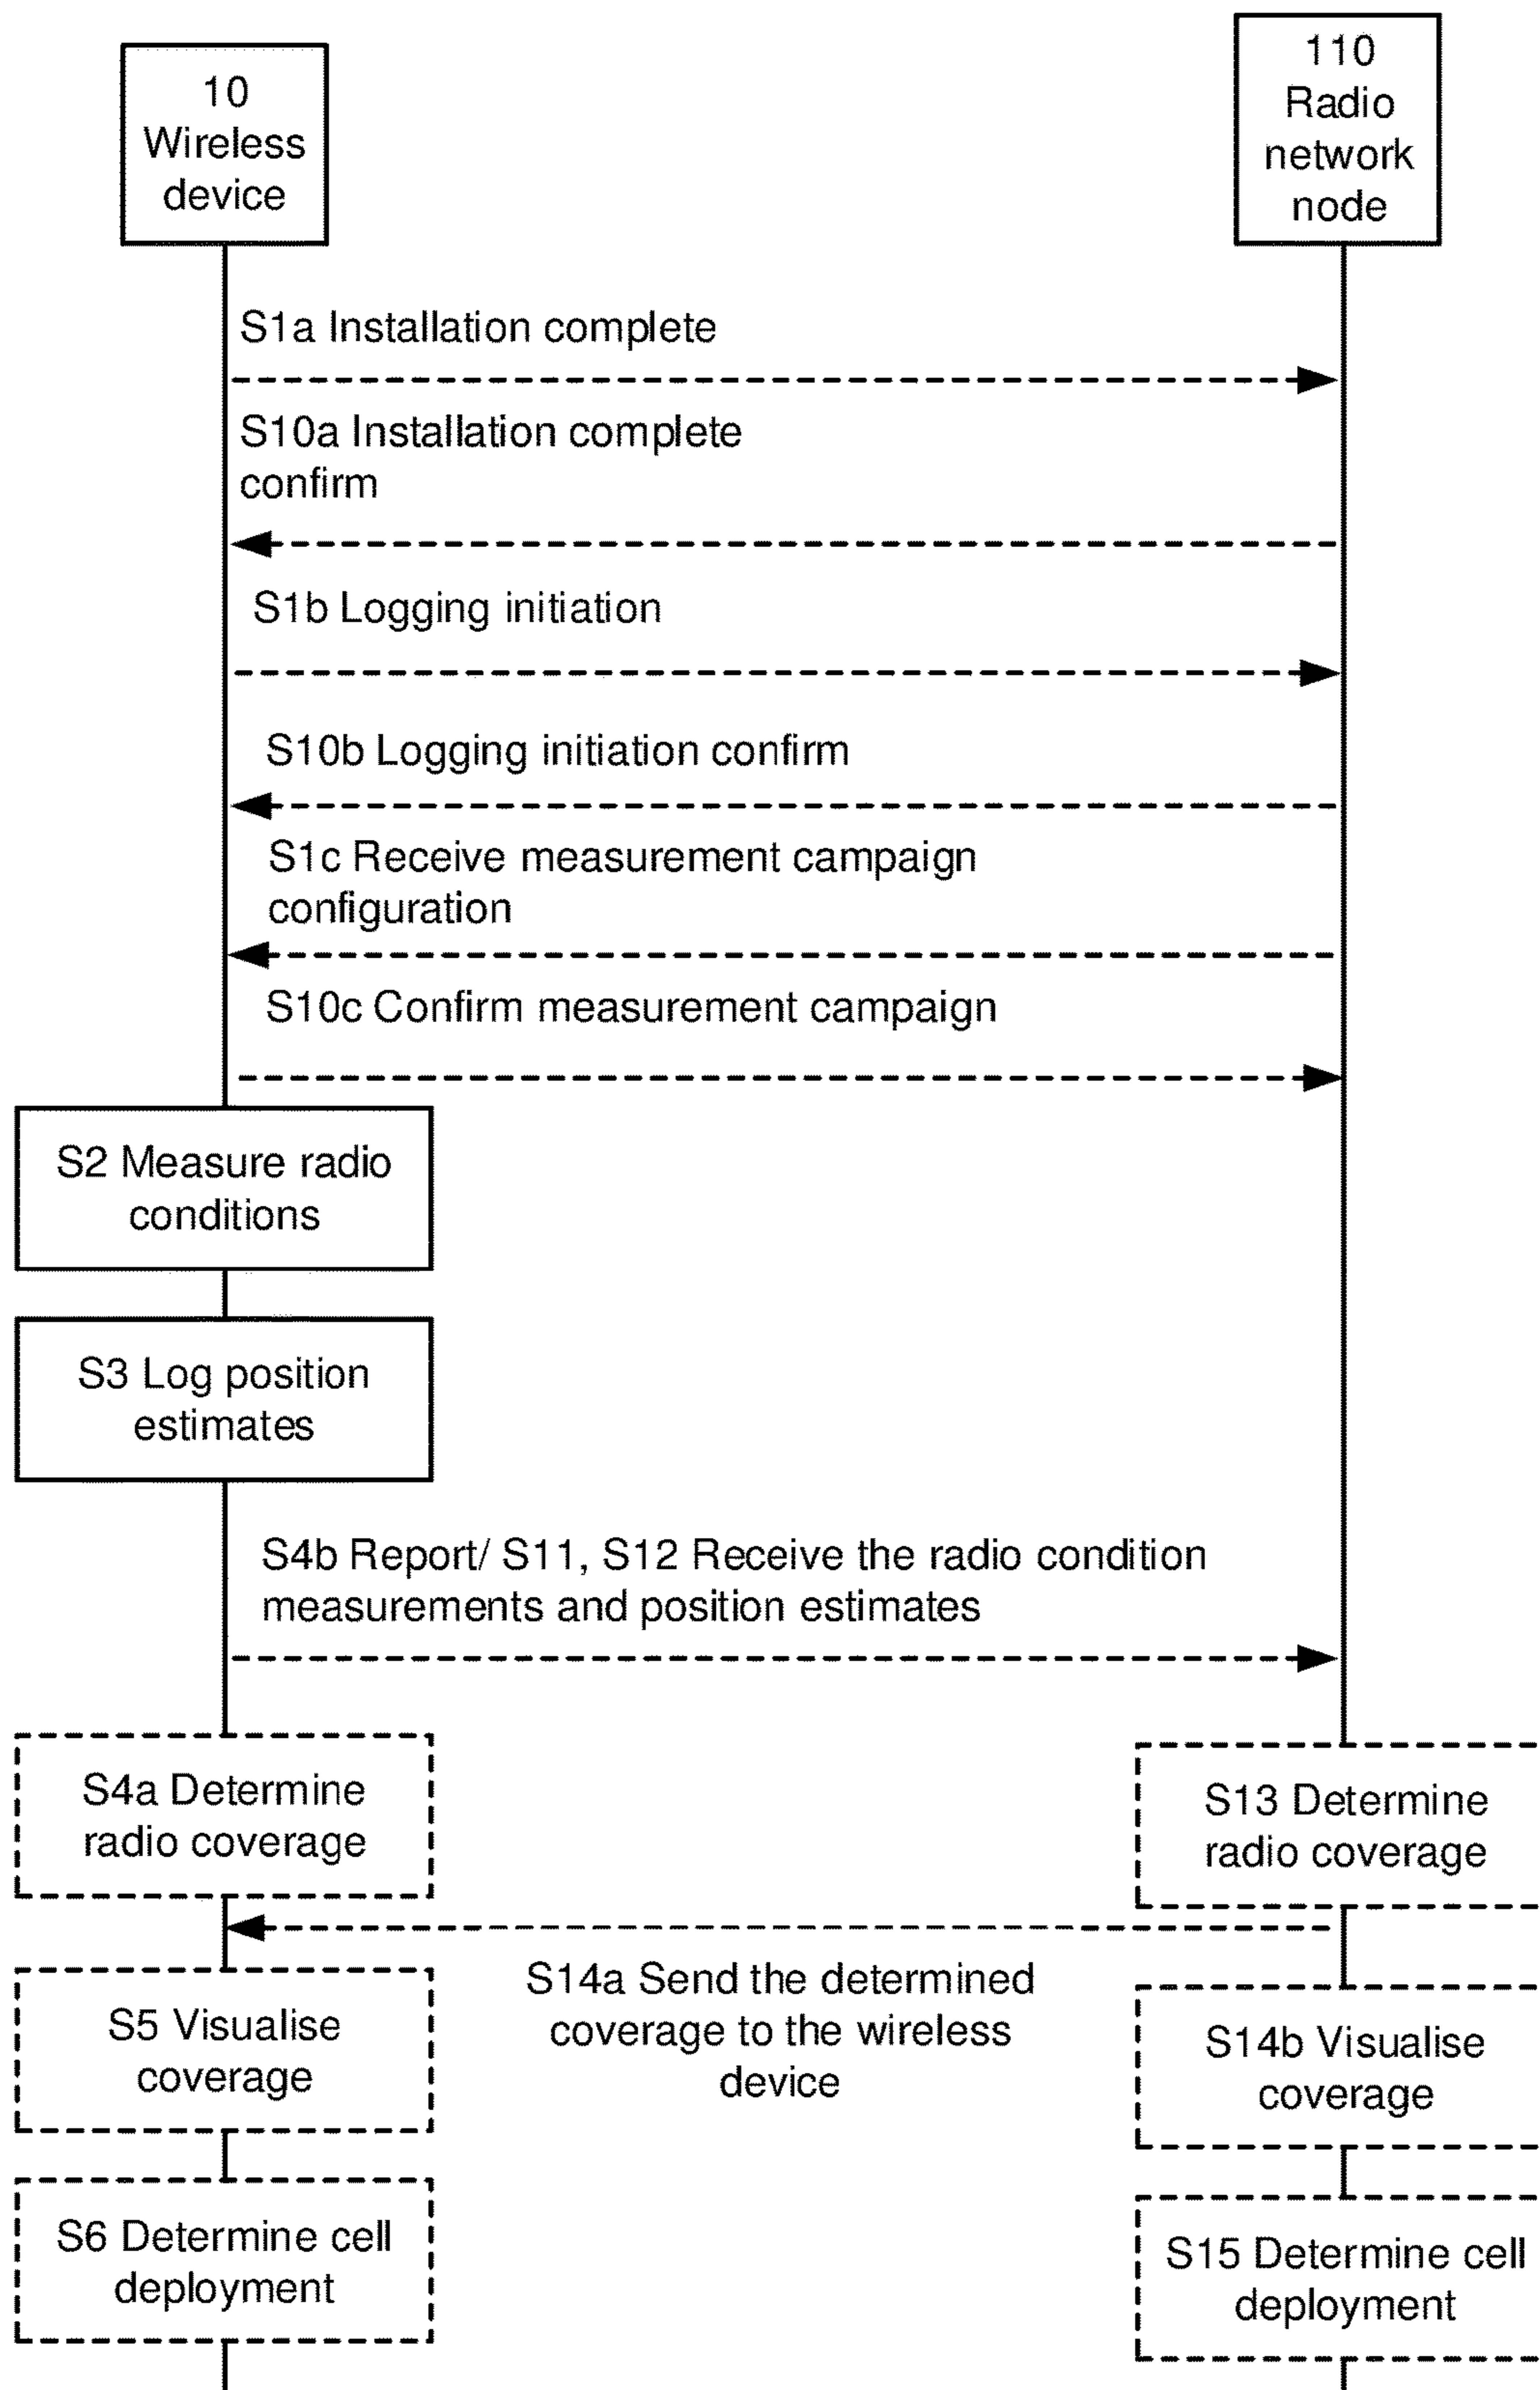 10
Wireless
device
110
Radio
network
node
S1a Installation complete
S10a Installation complete
confirm
S1b Logging initiation
S10b Logging initiation confirm
S1c Receive measurement campaign
configuration
S10c Confirm measurement campaign
S2 Measure radio
conditions
S3 Log position
estimates
S4b Report/ S11, S12 Receive the radio condition
measurements and position estimates
S4a Determine
radio coverage
S13 Determine
radio coverage
S14a Send the determined
coverage to the wireless
device
S5 Visualise
coverage
S14b Visualise
coverage
S6 Determine cell
deployment
S15 Determine cell
deployment